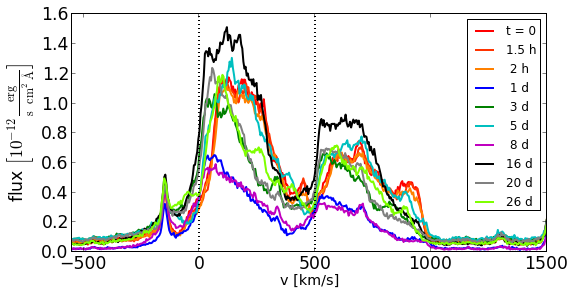 1.6
1.4
1.2
1.0
0.8
0.6
0.4
0.2
0.0
flux [10⁻¹² erg / s cm² Å]
−500 0 500 1000 1500
v [km/s]
t = 0
1.5 h
2 h
1 d
3 d
5 d
8 d
16 d
20 d
26 d